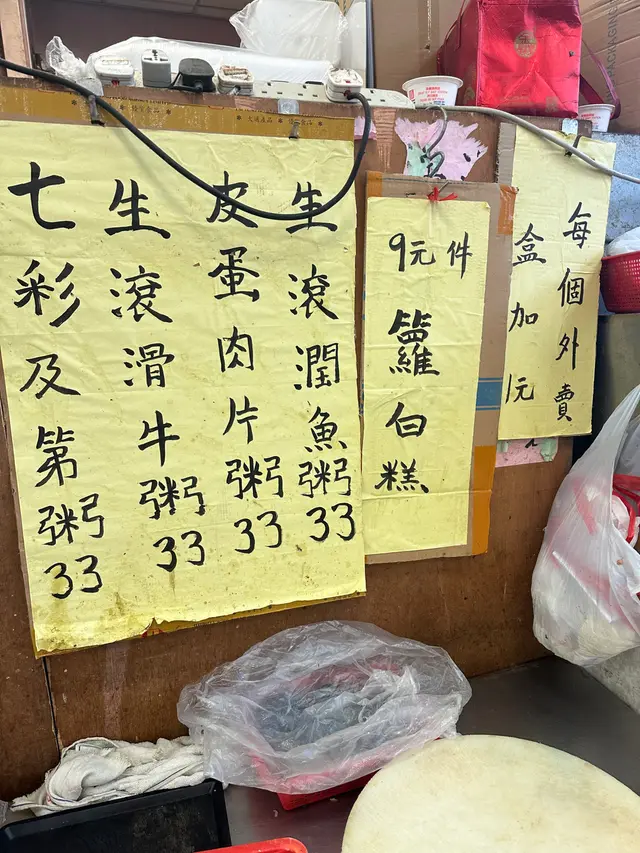 每個外賣
盒加1元
9元件
籮白糕
生滾潤魚粥33
皮蛋肉片粥33
生滾滑牛粥33
七彩及第粥33